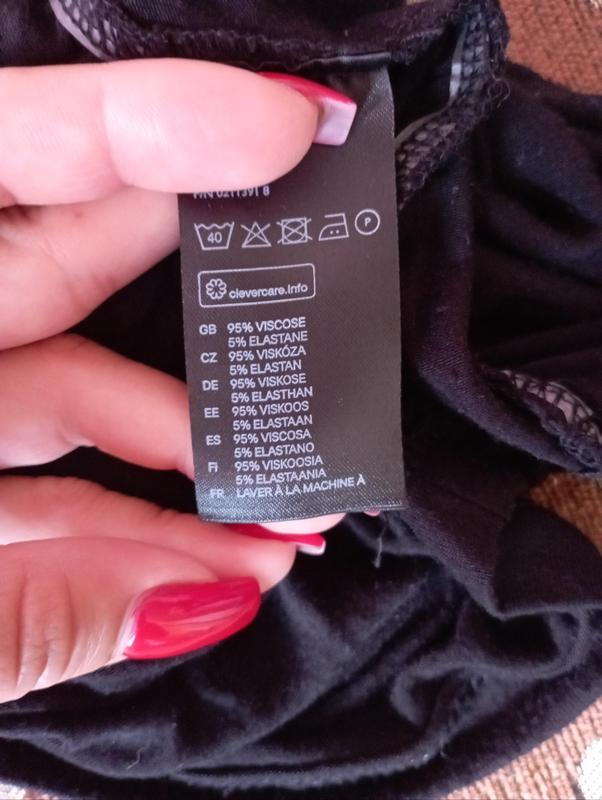 40 P
clevercare.info
GB 95% VISCOSE
5% ELASTANE
CZ 95% VISKÓZA
5% ELASTAN
DE 95% VISKOSE
5% ELASTHAN
EE 95% VISKOOS
5% ELASTAAN
ES 95% VISCOSA
5% ELASTANO
FI 95% VISKOOSIA
5% ELASTAANIA
FR LAVER À LA MACHINE À